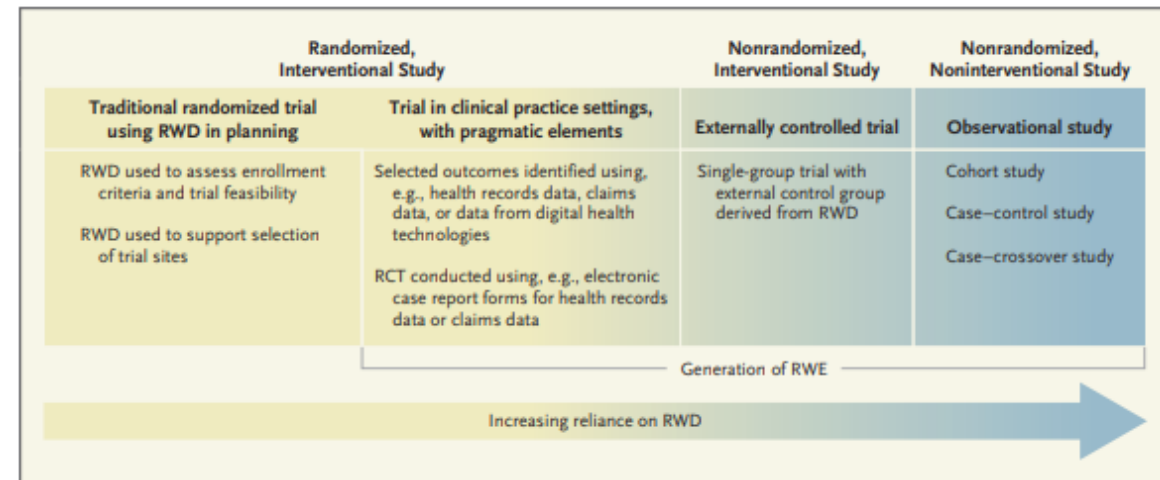 Randomized,
Interventional Study
Nonrandomized,
Interventional Study
Nonrandomized,
Noninterventional Study
Traditional randomized trial
using RWD in planning
Trial in clinical practice settings,
with pragmatic elements
Externally controlled trial
Observational study
RWD used to assess enrollment
criteria and trial feasibility
RWD used to support selection
of trial sites
Selected outcomes identified using,
e.g., health records data, claims
data, or data from digital health
technologies
RCT conducted using, e.g., electronic
case report forms for health records
data or claims data
Single-group trial with
external control group
derived from RWD
Cohort study
Case–control study
Case–crossover study
Generation of RWE
Increasing reliance on RWD